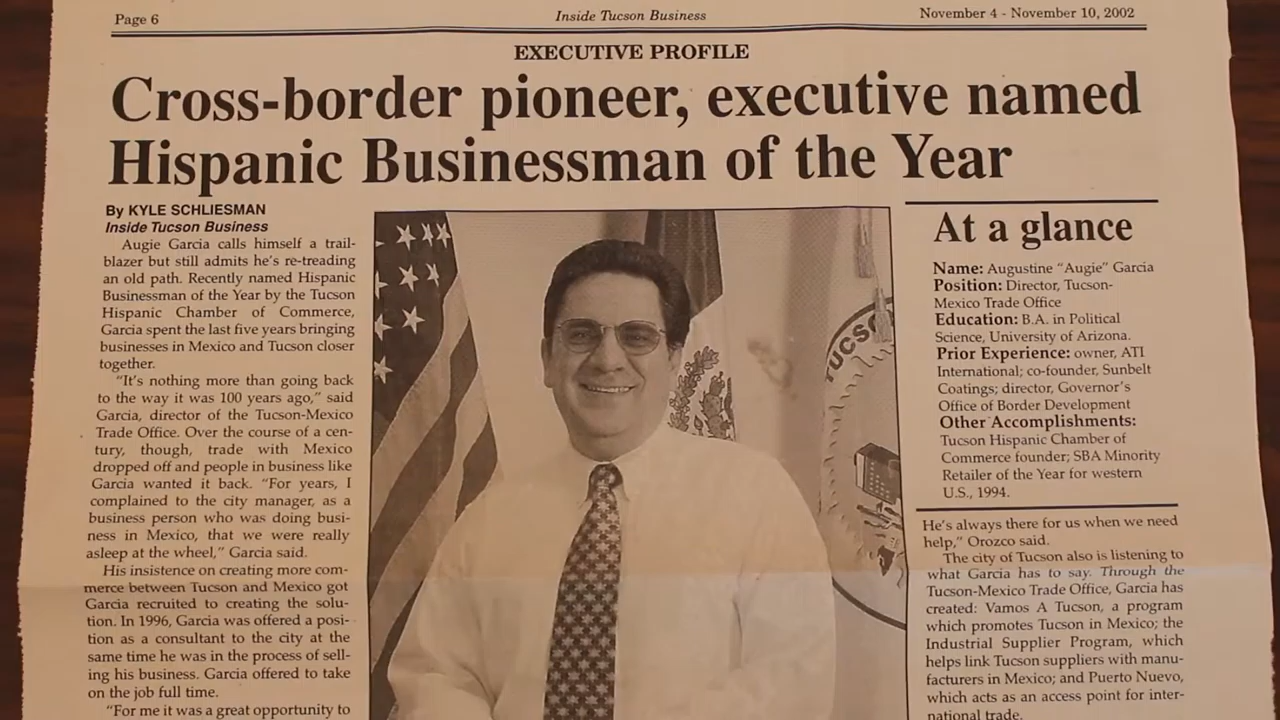 Page 6
Inside Tucson Business
November 4 - November 10, 2002
EXECUTIVE PROFILE
Cross-border pioneer, executive named
Hispanic Businessman of the Year
By KYLE SCHLIESMAN
Inside Tucson Business
Augie Garcia calls himself a trail-
blazer but still admits he's re-treading
an old path. Recently named Hispanic
Businessman of the Year by the Tucson
Hispanic Chamber of Commerce,
Garcia spent the last five years bringing
businesses in Mexico and Tucson closer
together.
"It's nothing more than going back
to the way it was 100 years ago," said
Garcia, director of the Tucson-Mexico
Trade Office. Over the course of a cen-
tury, though, trade with Mexico
dropped off and people in business like
Garcia wanted it back. "For years, I
complained to the city manager, as a
business person who was doing busi-
ness in Mexico, that we were really
asleep at the wheel," Garcia said.
His insistence on creating more com-
merce between Tucson and Mexico got
Garcia recruited to creating the solu-
tion. In 1996, Garcia was offered a posi-
tion as a consultant to the city at the
same time he was in the process of sell-
ing his business. Garcia offered to take
on the job full time.
"For me it was a great opportunity to
TUCSO
At a glance
Name: Augustine "Augie" Garcia
Position: Director, Tucson-
Mexico Trade Office
Education: B.A. in Political
Science, University of Arizona.
Prior Experience: owner, ATI
International; co-founder, Sunbelt
Coatings; director, Governor's
Office of Border Development
Other Accomplishments:
Tucson Hispanic Chamber of
Commerce founder; SBA Minority
Retailer of the Year for western
U.S., 1994.
He's always there for us when we need
help," Orozco said.
The city of Tucson also is listening to
what Garcia has to say. Through the
Tucson-Mexico Trade Office, Garcia has
created: Vamos A Tucson, a program
which promotes Tucson in Mexico; the
Industrial Supplier Program, which
helps link Tucson suppliers with manu-
facturers in Mexico; and Puerto Nuevo,
which acts as an access point for inter-
national trade.